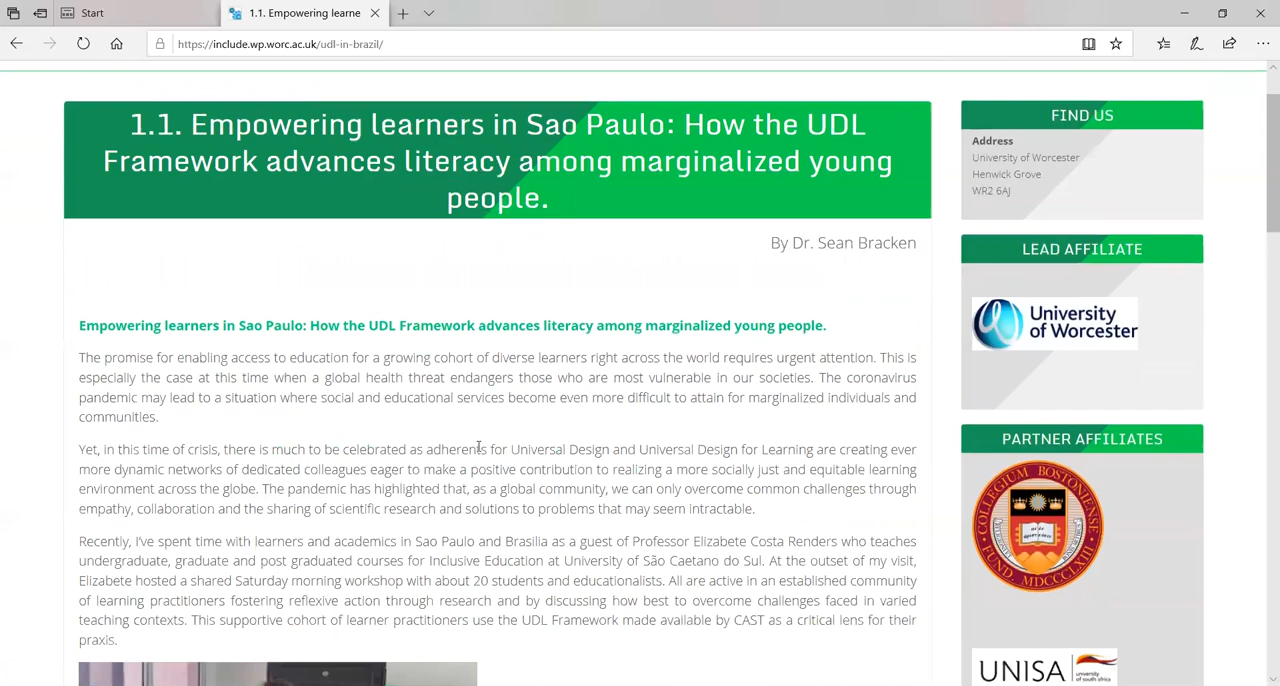 Start
1.1. Empowering learne
https://include.wp.worc.ac.uk/udl-in-brazil/
1.1. Empowering learners in Sao Paulo: How the UDL
Framework advances literacy among marginalized young
people.
By Dr. Sean Bracken
Empowering learners in Sao Paulo: How the UDL Framework advances literacy among marginalized young people.
The promise for enabling access to education for a growing cohort of diverse learners right across the world requires urgent attention. This is
especially the case at this time when a global health threat endangers those who are most vulnerable in our societies. The coronavirus
pandemic may lead to a situation where social and educational services become even more difficult to attain for marginalized individuals and
communities.
Yet, in this time of crisis, there is much to be celebrated as adherents for Universal Design and Universal Design for Learning are creating ever
more dynamic networks of dedicated colleagues eager to make a positive contribution to realizing a more socially just and equitable learning
environment across the globe. The pandemic has highlighted that, as a global community, we can only overcome common challenges through
empathy, collaboration and the sharing of scientific research and solutions to problems that may seem intractable.
Recently, I've spent time with learners and academics in Sao Paulo and Brasilia as a guest of Professor Elizabete Costa Renders who teaches
undergraduate, graduate and post-graduated courses for Inclusive Education at University of São Caetano do Sul. At the outset of my visit,
Elizabete hosted a shared Saturday morning workshop with about 20 students and educationalists. All are active in an established community
of learning practitioners fostering reflexive action through research and by discussing how best to overcome challenges faced in varied
teaching contexts. This supportive cohort of learner practitioners use the UDL Framework made available by CAST as a critical lens for their
praxis.
FIND US
Address
University of Worcester
Henwick Grove
WR2 6AJ
LEAD AFFILIATE
University
of Worcester
PARTNER AFFILIATES
COLLEGIUM BOSTONIENSE
FUND. MDCCCLXIII
UNISA
university
of south africa